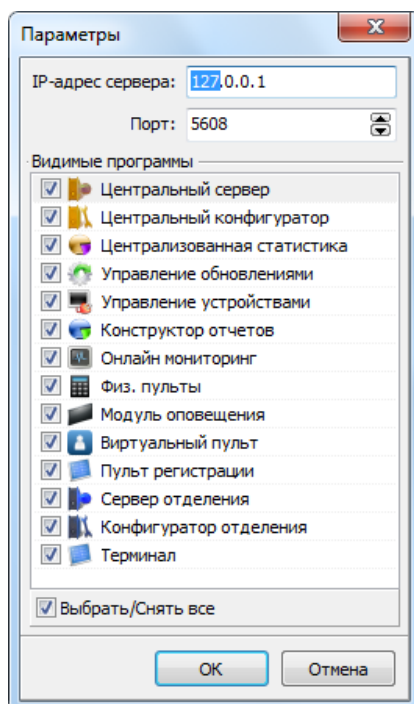 Параметры
IP-адрес сервера: 127.0.0.1
Порт: 5608
Видимые программы
Центральный сервер
Центральный конфигуратор
Централизованная статистика
Управление обновлениями
Управление устройствами
Конструктор отчетов
Онлайн мониторинг
Физ. пульты
Модуль оповещения
Виртуальный пульт
Пульт регистрации
Сервер отделения
Конфигуратор отделения
Терминал
Выбрать/Снять все
ОК Отмена